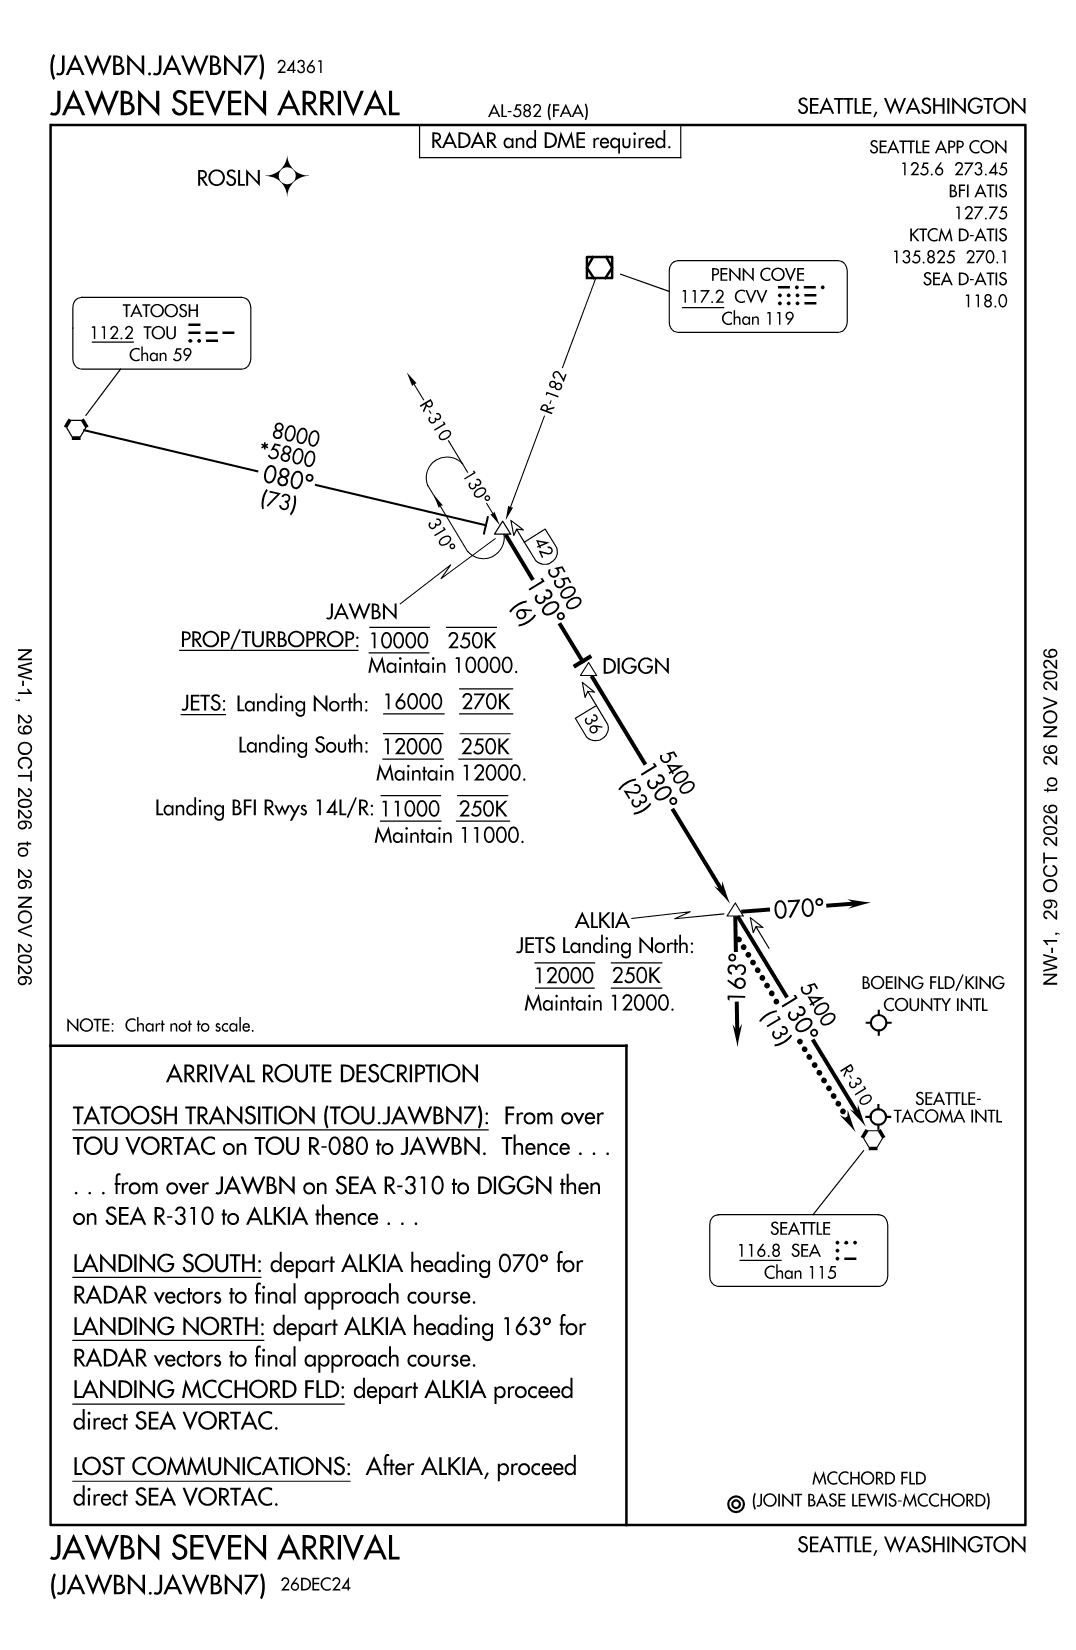 (JAWBN.JAWBN7) 24361
JAWBN SEVEN ARRIVAL
AL-582 (FAA)
SEATTLE, WASHINGTON
RADAR and DME required.
SEATTLE APP CON
125.6 273.45
BFI ATIS
127.75
KTCM D-ATIS
135.825 270.1
SEA D-ATIS
118.0
ROSLN
PENN COVE
117.2 CVV
Chan 119
TATOOSH
112.2 TOU
Chan 59
R-182
R-310
8000
*5800
080°
(73)
130°
310°
42
5500
130°
(6)
JAWBN
PROP/TURBOPROP: 10000 250K
Maintain 10000.
JETS: Landing North: 16000 270K
Landing South: 12000 250K
Maintain 12000.
Landing BFI Rwys 14L/R: 11000 250K
Maintain 11000.
DIGGN
36
5400
130°
(23)
ALKIA
JETS Landing North:
12000 250K
Maintain 12000.
070°
163°
5400
130°
(13)
R-310
BOEING FLD/KING
COUNTY INTL
SEATTLE-
TACOMA INTL
SEATTLE
116.8 SEA
Chan 115
NOTE: Chart not to scale.
ARRIVAL ROUTE DESCRIPTION
TATOOSH TRANSITION (TOU.JAWBN7): From over
TOU VORTAC on TOU R-080 to JAWBN. Thence . . .
. . . from over JAWBN on SEA R-310 to DIGGN then
on SEA R-310 to ALKIA thence . . .
LANDING SOUTH: depart ALKIA heading 070° for
RADAR vectors to final approach course.
LANDING NORTH: depart ALKIA heading 163° for
RADAR vectors to final approach course.
LANDING MCCHORD FLD: depart ALKIA proceed
direct SEA VORTAC.
LOST COMMUNICATIONS: After ALKIA, proceed
direct SEA VORTAC.
MCCHORD FLD
(JOINT BASE LEWIS-MCCHORD)
NW-1, 29 OCT 2026 to 26 NOV 2026
NW-1, 29 OCT 2026 to 26 NOV 2026
JAWBN SEVEN ARRIVAL
(JAWBN.JAWBN7) 26DEC24
SEATTLE, WASHINGTON